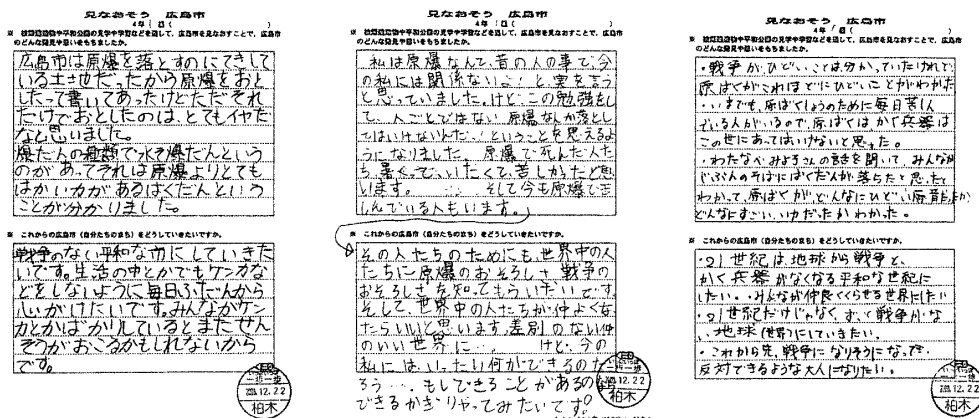 見なおそう 広島市
4年1組( )
※ 被爆建造物や平和公園の見学や学習などを通して、広島市を見なおすことで、広島市
のどんな発見や思いをもちましたか。
広島市は原爆を落とすのにてきして
いる土地だったから原爆をおと
したって書いてあったけどただそれ
だけでおとしたのは、とてもイヤだ
なと思いました。
爆だんの種類で水そ爆だんという
のがあってそれは原爆よりとても
はかい力があるばくだんという
ことが分かりました。
※ これからの広島市(自分たちのまち)をどうしていきたいですか。
戦争のない平和な市にしていきた
いです。生活の中とかでもケンカな
どをしないように毎日ふだんから
心がけたいです。みんながケン
カとかばかりしているとまたせん
そうがおこるかもしれないから
です。
12.22
柏木
見なおそう 広島市
4年1組( )
※ 被爆建造物や平和公園の見学や学習などを通して、広島市を見なおすことで、広島市
のどんな発見や思いをもちましたか。
私は原爆なんて、昔の人の事で、今
の私には関係ないよ!と実を言う
と思っていました。けど、この勉強をし
て、人ごとではない 原爆なんか落とし
てはいけないんだ!ということを思えるよ
うになりました。 原爆で死んだ人た
ち、暑くて、いたくて、苦しかったと思
います。 … そして今も原爆で苦
しんでいる人もいます。
※ これからの広島市(自分たちのまち)をどうしていきたいですか。
その人たちのためにも、世界中の人
たちに原爆のおそろしさ 戦争の
おそろしさを知ってもらいたいです
そして、世界中の人たちが仲よくな
たらいいと思います。差別のない仲
のいい世界に…。 けど、今の
私には、いったい何ができるのだ
ろう…。もしできることがあるの
できるかぎりやってみたいです。
12.22
柏木
見なおそう 広島市
4年1組( )
※ 被爆建造物や平和公園の見学や学習などを通して、広島市を見なおすことで、広島市
のどんな発見や思いをもちましたか。
・戦争がひどいことは分かっていたけれど
原ばくがこれほどにひどいことがわかった
・いまでも、原ばくしょうのために毎日苦しん
でいる人がいるので、原ばくはかく兵器は
この世にあってはいけないと思った。
・わたなべみどりさんの話を聞いて、みんなが
じぶんのそばにばくだんが落ちたと思ったと
わかって、原ばくが、どんなにひどい
どんなにすごいかわかった。
※ これからの広島市(自分たちのまち)をどうしていきたいですか。
・21世紀は、地球から戦争と、
かく兵器がなくなる平和な世紀に
したい。・みんなが仲良くくらせる世界にしたい
・21世紀だけじゃなく、ずっと戦争がな
い地球(世界)にしていきたい。
・これから先、戦争になりそうになった
反対できるような大人になりたい。
12.22
柏木